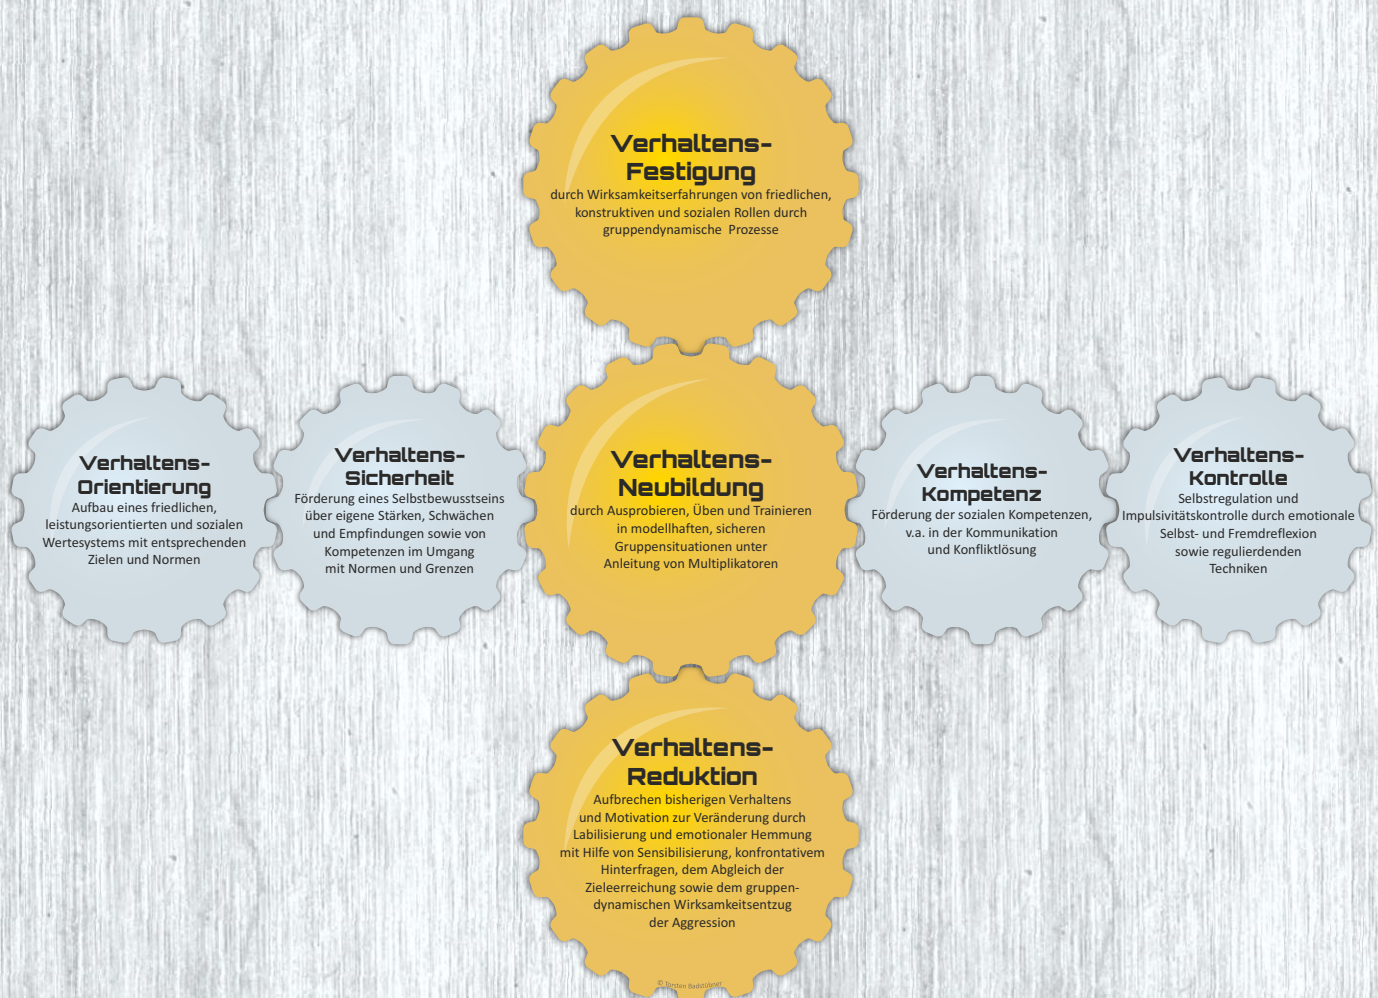 Verhaltens-
Festigung
durch Wirksamkeitserfahrungen von friedlichen,
konstruktiven und sozialen Rollen durch
gruppendynamische Prozesse
Verhaltens-
Orientierung
Aufbau eines friedlichen,
leistungsorientierten und sozialen
Wertesystems mit entsprechenden
Zielen und Normen
Verhaltens-
Sicherheit
Förderung eines Selbstbewusstseins
über eigene Stärken, Schwächen
und Empfindungen sowie von
Kompetenzen im Umgang
mit Normen und Grenzen
Verhaltens-
Neubildung
durch Ausprobieren, Üben und Trainieren
in modellhaften, sicheren
Gruppensituationen unter
Anleitung von Multiplikatoren
Verhaltens-
Kompetenz
Förderung der sozialen Kompetenzen,
v.a. in der Kommunikation
und Konfliktlösung
Verhaltens-
Kontrolle
Selbstregulation und
Impulsivitätskontrolle durch emotionale
Selbst- und Fremdreflexion
sowie regulierdenden
Techniken
Verhaltens-
Reduktion
Aufbrechen bisherigen Verhaltens
und Motivation zur Veränderung durch
Labilisierung und emotionaler Hemmung
mit Hilfe von Sensibilisierung, konfrontativem
Hinterfragen, dem Abgleich der
Zieleerreichung sowie dem gruppen-
dynamischen Wirksamkeitsentzug
der Aggression
© Torsten Badstübner